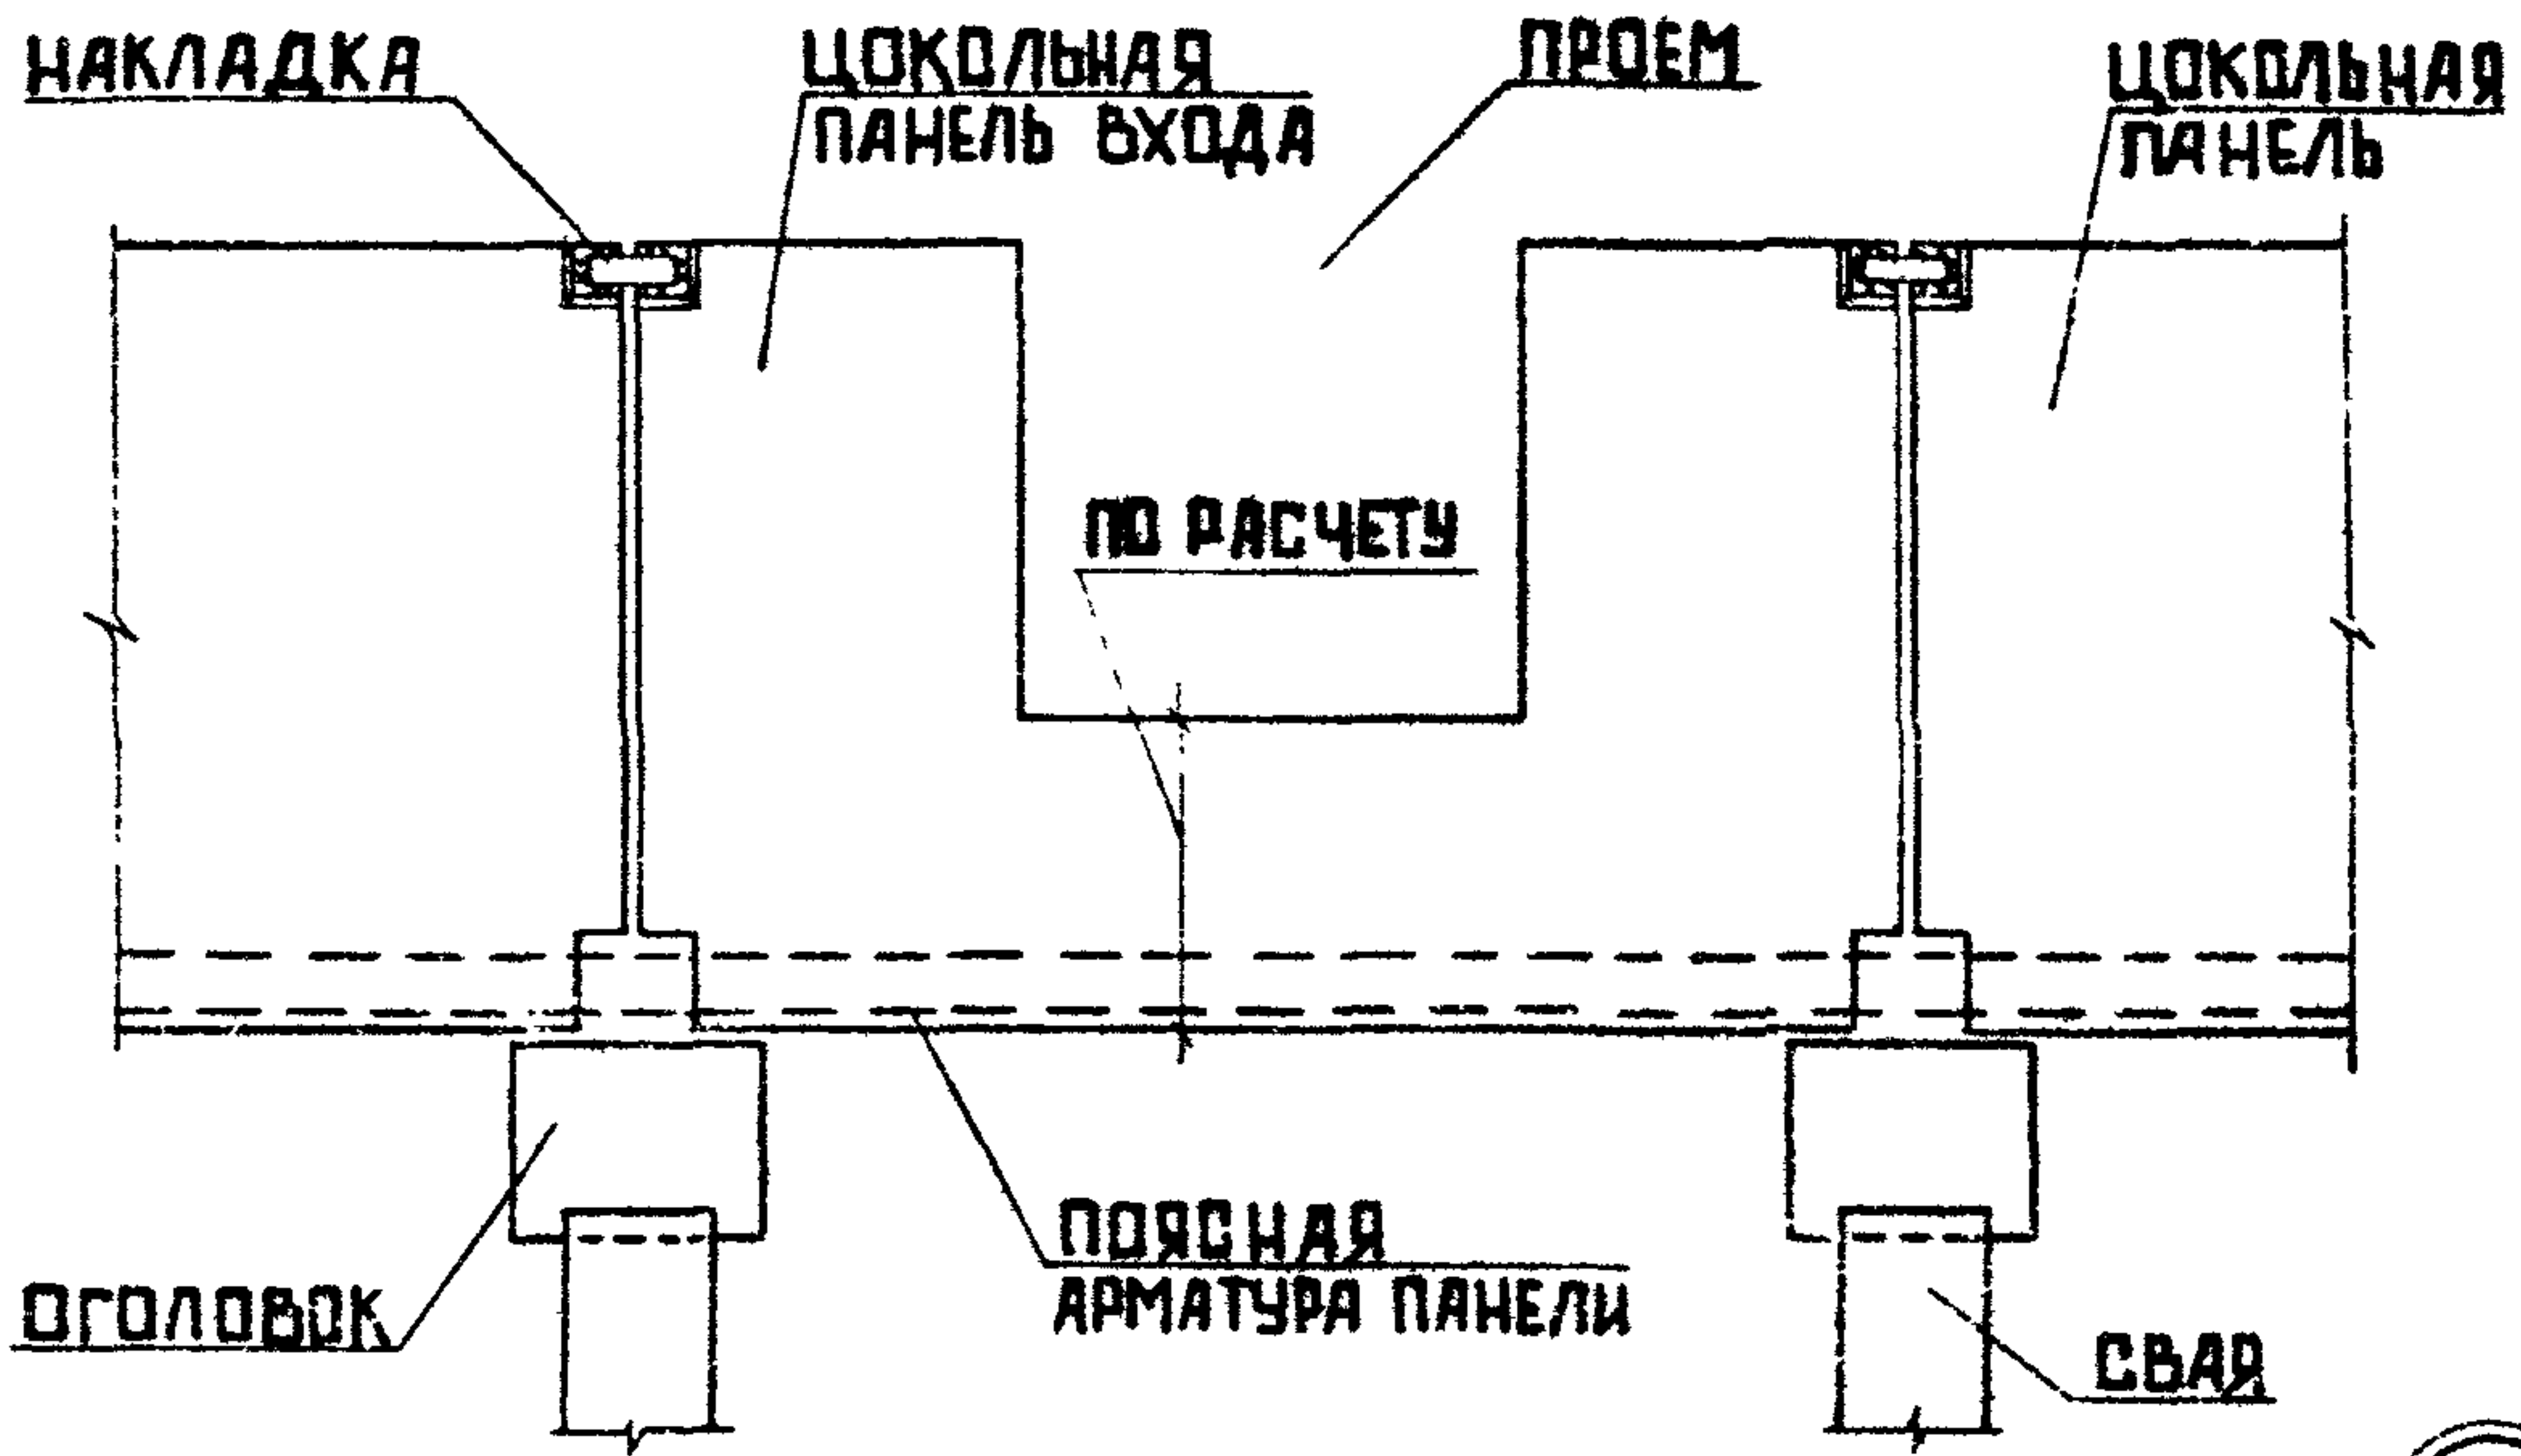 НАКЛАДКА
ЦОКОЛЬНАЯ
ПАНЕЛЬ ВХОДА
ПРОЕМ
ЦОКОЛЬНАЯ
ПАНЕЛЬ
ПО РАСЧЕТУ
ПОЯСНАЯ
АРМАТУРА ПАНЕЛИ
ОГОЛОВОК
СВАЯ